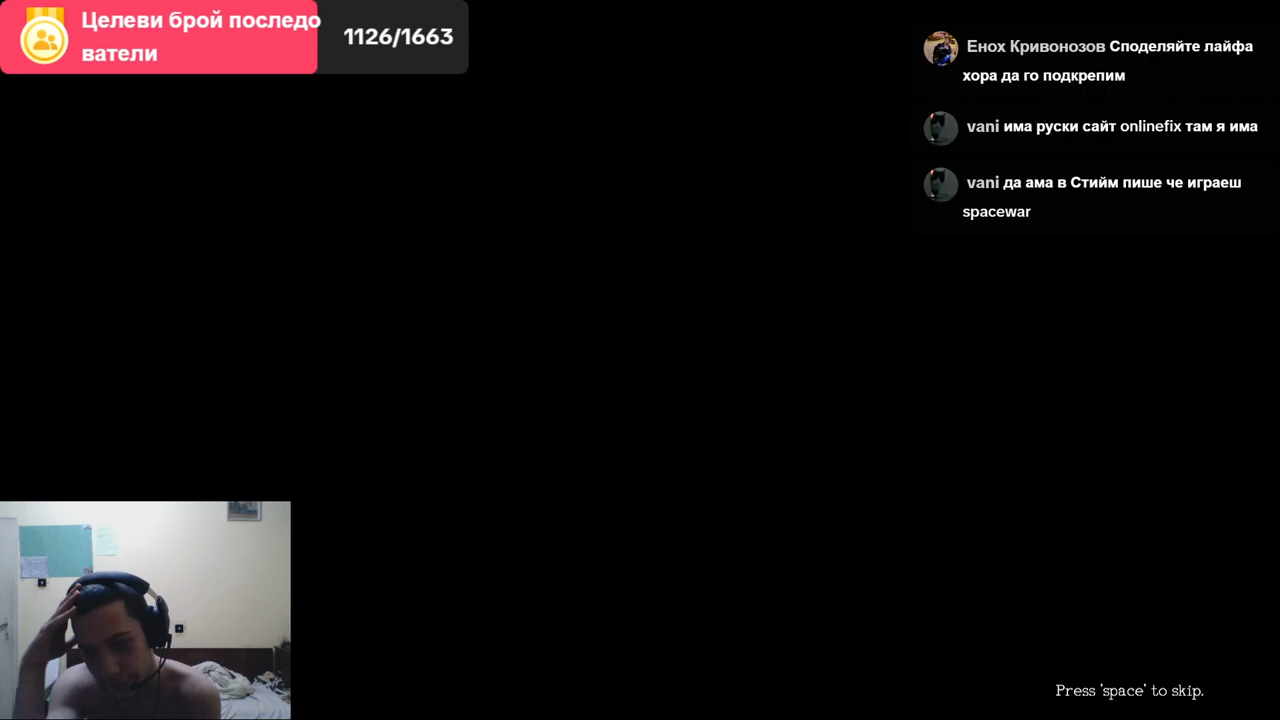 Целеви брой последо
ватели
1126/1663
Енох Кривонозов Споделяйте лайфа
хора да го подкрепим
vani има руски сайт onlinefix там я има
vani да ама в Стийм пише че играеш
spacewar
Press 'space' to skip.